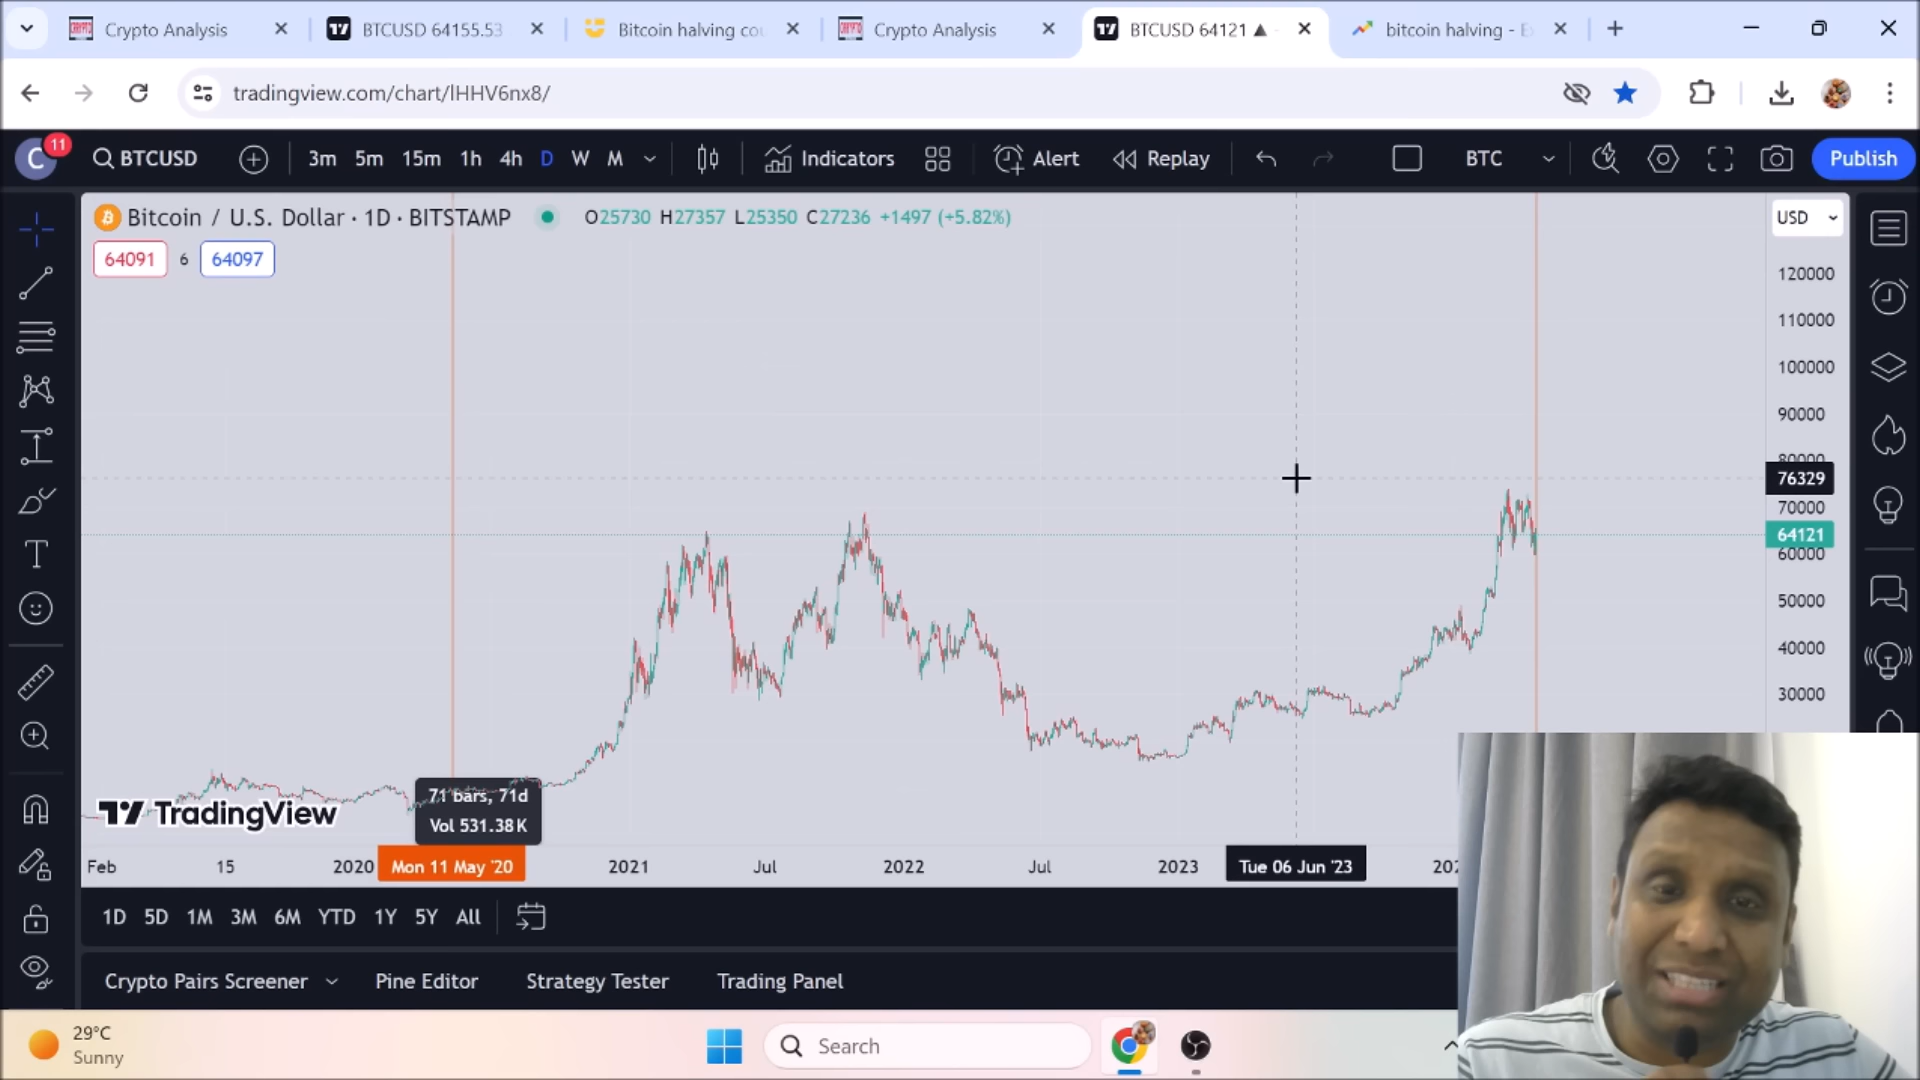 Crypto Analysis
BTCUSD 64155.53
Bitcoin halving cou
Crypto Analysis
BTCUSD 64121 ▲
bitcoin halving - E
tradingview.com/chart/lHHV6nx8/
C 11 BTCUSD 3m 5m 15m 1h 4h D W M Indicators Alert Replay BTC Publish
Bitcoin / U.S. Dollar · 1D · BITSTAMP O25730 H27357 L25350 C27236 +1497 (+5.82%)
USD
64091 6 64097
120000
110000
100000
90000
80000
76329
70000
64121
60000
50000
40000
30000
71 bars, 71d
Vol 531.38K
TradingView
Feb 15 2020 Mon 11 May '20 2021 Jul 2022 Jul 2023 Tue 06 Jun '23 202
1D 5D 1M 3M 6M YTD 1Y 5Y All
Crypto Pairs Screener Pine Editor Strategy Tester Trading Panel
29°C
Sunny
Search